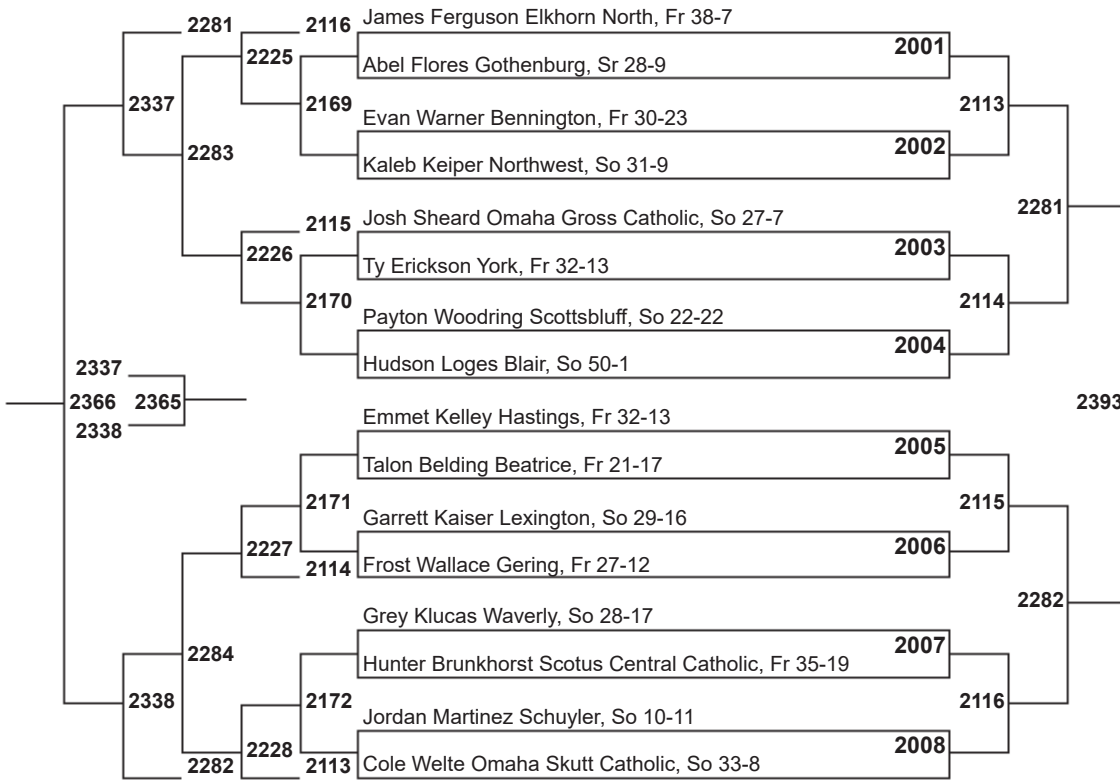 James Ferguson Elkhorn North, Fr 38-7
2281
2116
2001
2225
Abel Flores Gothenburg, Sr 28-9
2337
2169
2113
Evan Warner Bennington, Fr 30-23
2002
2283
Kaleb Keiper Northwest, So 31-9
2281
2115
Josh Sheard Omaha Gross Catholic, So 27-7
2003
2226
Ty Erickson York, Fr 32-13
2170
2114
Payton Woodring Scottsbluff, So 22-22
2004
Hudson Loges Blair, So 50-1
2337
2366
2365
2393
2338
Emmet Kelley Hastings, Fr 32-13
2005
Talon Belding Beatrice, Fr 21-17
2171
2115
Garrett Kaiser Lexington, So 29-16
2006
2227
2114
Frost Wallace Gering, Fr 27-12
2282
Grey Klucas Waverly, So 28-17
2007
2284
Hunter Brunkhorst Scotus Central Catholic, Fr 35-19
2338
2172
2116
Jordan Martinez Schuyler, So 10-11
2008
2228
2282
2113
Cole Welte Omaha Skutt Catholic, So 33-8